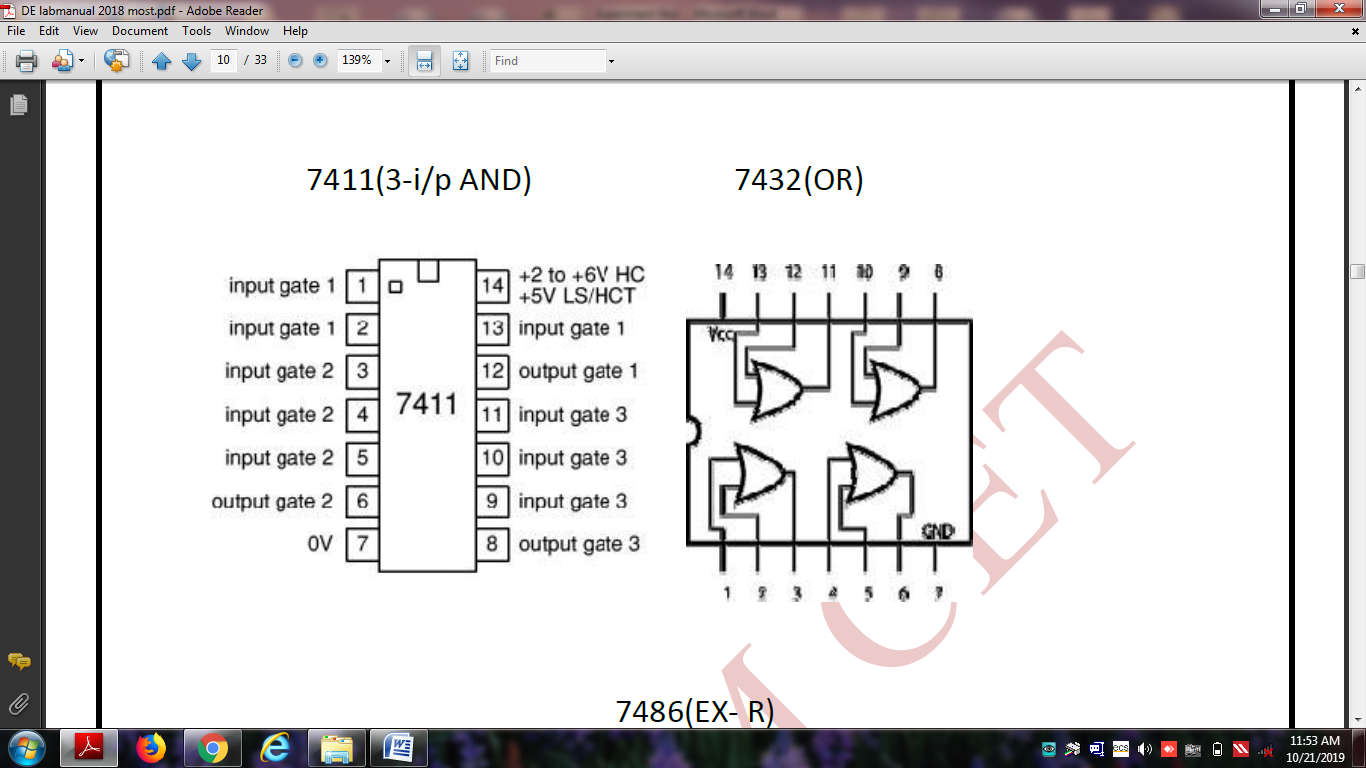 DE labmanual 2018 most.pdf - Adobe Reader
File Edit View Document Tools Window Help
10 / 33 139% Find
7411(3-i/p AND) 7432(OR)
input gate 1 1 14 +2 to +6V HC
+5V LS/HCT
input gate 1 2 13 input gate 1
input gate 2 3 12 output gate 1
7411
input gate 2 4 11 input gate 3
input gate 2 5 10 input gate 3
output gate 2 6 9 input gate 3
0V 7 8 output gate 3
14 13 12 11 10 9 8
Vcc
GND
1 2 3 4 5 6 7
M CET
7486(EX- R)
ecs
11:53 AM
10/21/2019